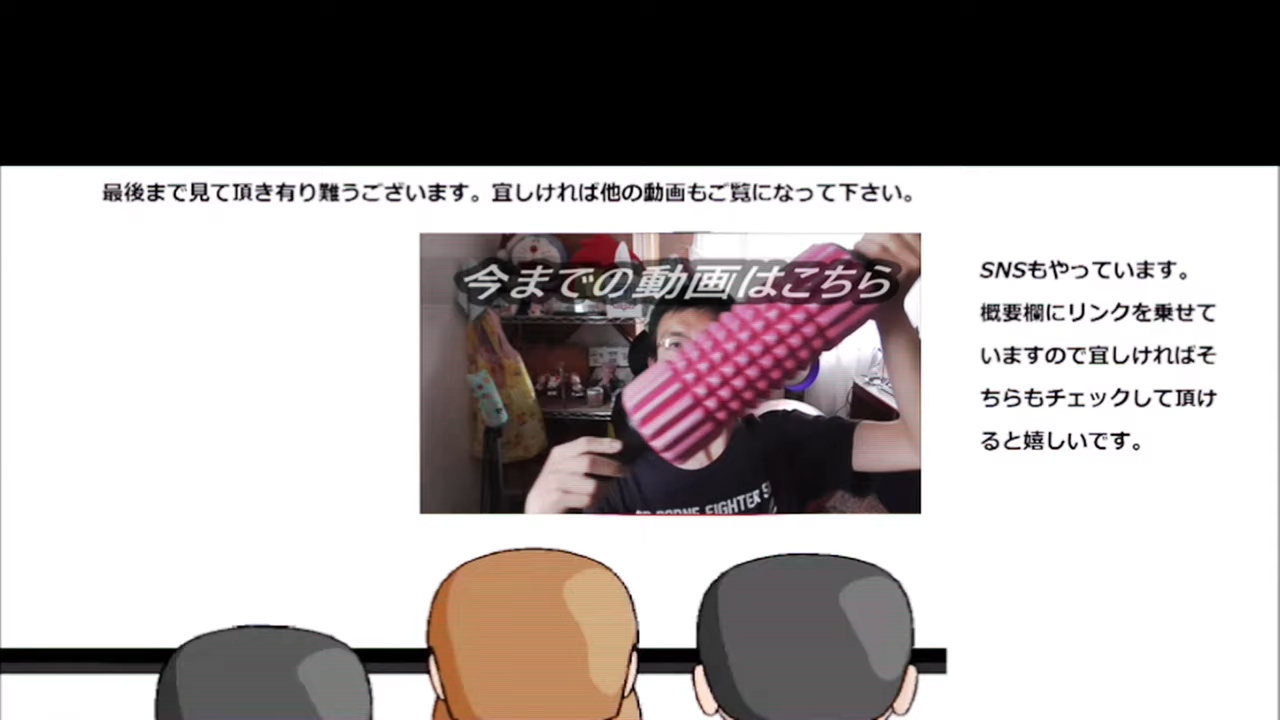 最後まで見て頂き有り難うございます。宜しければ他の動画もご覧になって下さい。
今までの動画はこちら
SNSもやっています。
概要欄にリンクを乗せて
いますので宜しければそ
ちらもチェックして頂け
ると嬉しいです。
FIGHTER